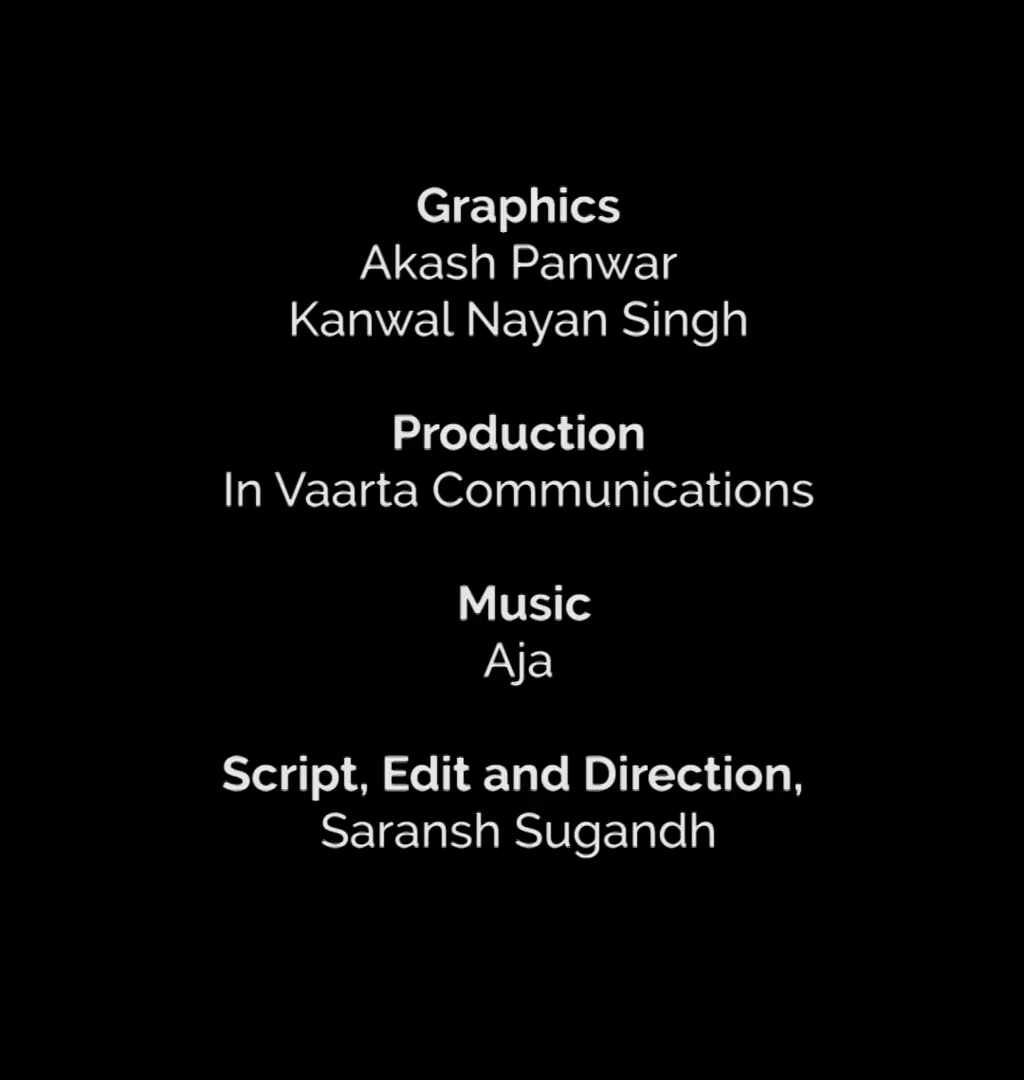 Graphics
Akash Panwar
Kanwal Nayan Singh
Production
In Vaarta Communications
Music
Aja
Script, Edit and Direction,
Saransh Sugandh